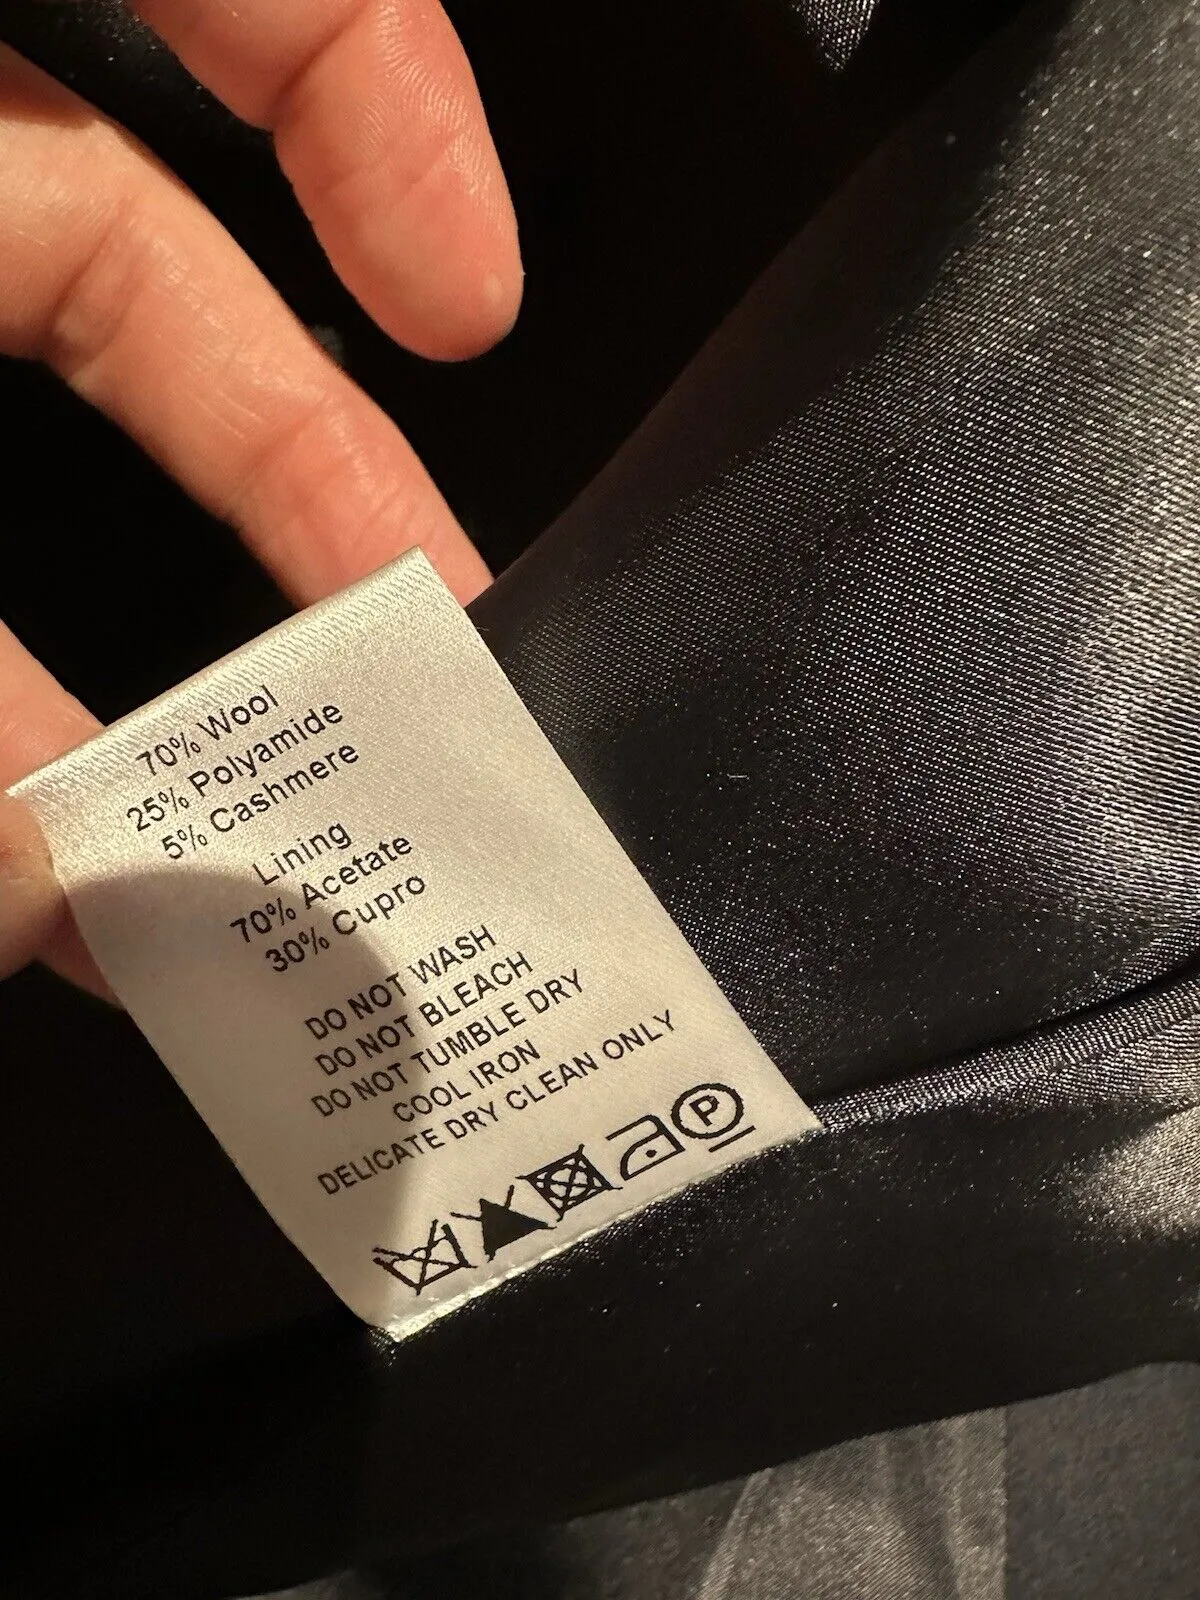 70% Wool
25% Polyamide
5% Cashmere
Lining
70% Acetate
30% Cupro
DO NOT WASH
DO NOT BLEACH
DO NOT TUMBLE DRY
COOL IRON
DELICATE DRY CLEAN ONLY
P